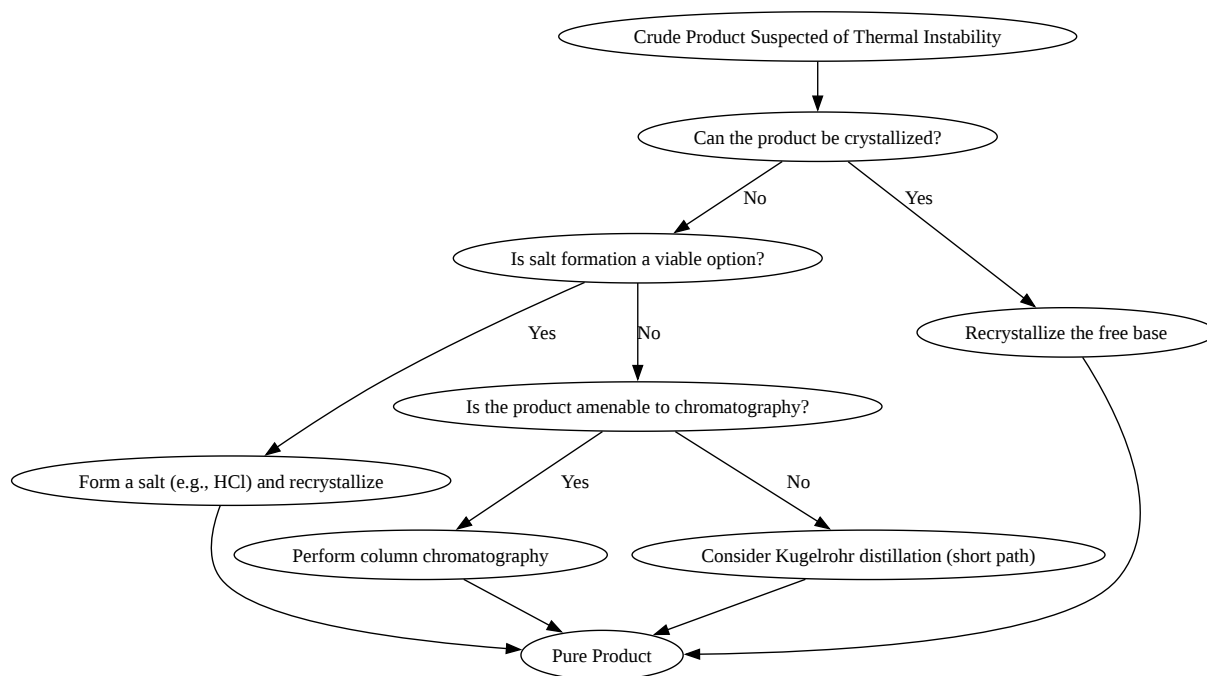 Crude Product Suspected of Thermal Instability
Can the product be crystallized?
No
Yes
Is salt formation a viable option?
Recrystallize the free base
Yes
No
Is the product amenable to chromatography?
Form a salt (e.g., HCl) and recrystallize
Yes
No
Perform column chromatography
Consider Kugelrohr distillation (short path)
Pure Product